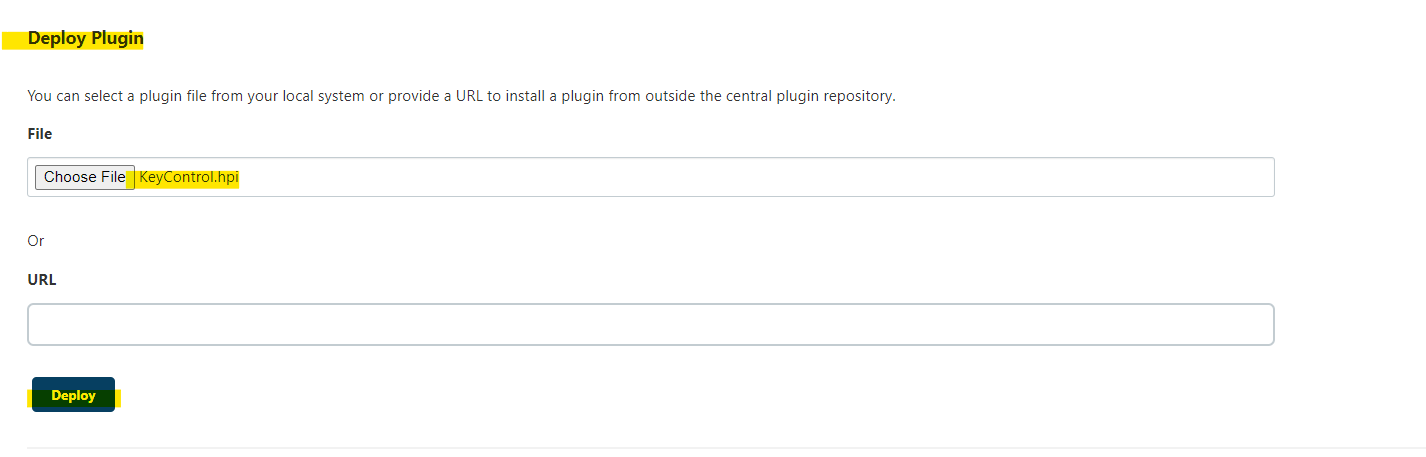 Deploy Plugin
You can select a plugin file from your local system or provide a URL to install a plugin from outside the central plugin repository.
File
Choose File KeyControl.hpi
Or
URL
Deploy